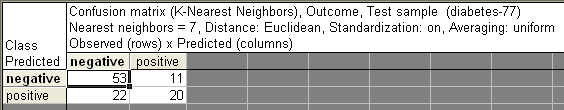 Confusion matrix (K-Nearest Neighbors), Outcome, Test sample (diabetes-77)
Nearest neighbors = 7, Distance: Euclidean, Standardization: on, Averaging: uniform
Observed (rows) x Predicted (columns)
Class
Predicted negative positive
negative 53 11
positive 22 20